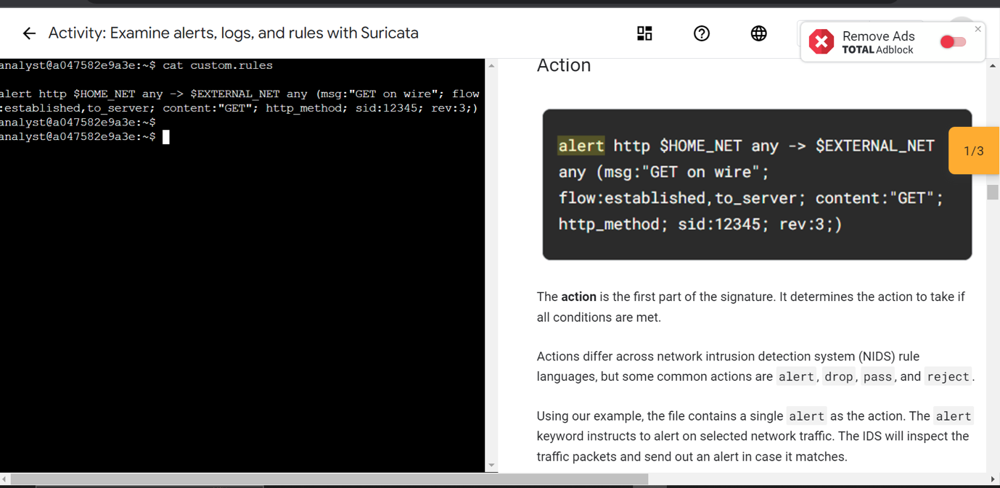 Activity: Examine alerts, logs, and rules with Suricata
Remove Ads
TOTAL Adblock
analyst@a047582e9a3e:~$ cat custom.rules
alert http $HOME_NET any -> $EXTERNAL_NET any (msg:"GET on wire"; flow
:established,to_server; content:"GET"; http_method; sid:12345; rev:3;)
analyst@a047582e9a3e:~$
analyst@a047582e9a3e:~$
Action
alert http $HOME_NET any -> $EXTERNAL_NET
any (msg:"GET on wire";
flow:established,to_server; content:"GET";
http_method; sid:12345; rev:3;)
1/3
The action is the first part of the signature. It determines the action to take if
all conditions are met.
Actions differ across network intrusion detection system (NIDS) rule
languages, but some common actions are alert, drop, pass, and reject.
Using our example, the file contains a single alert as the action. The alert
keyword instructs to alert on selected network traffic. The IDS will inspect the
traffic packets and send out an alert in case it matches.